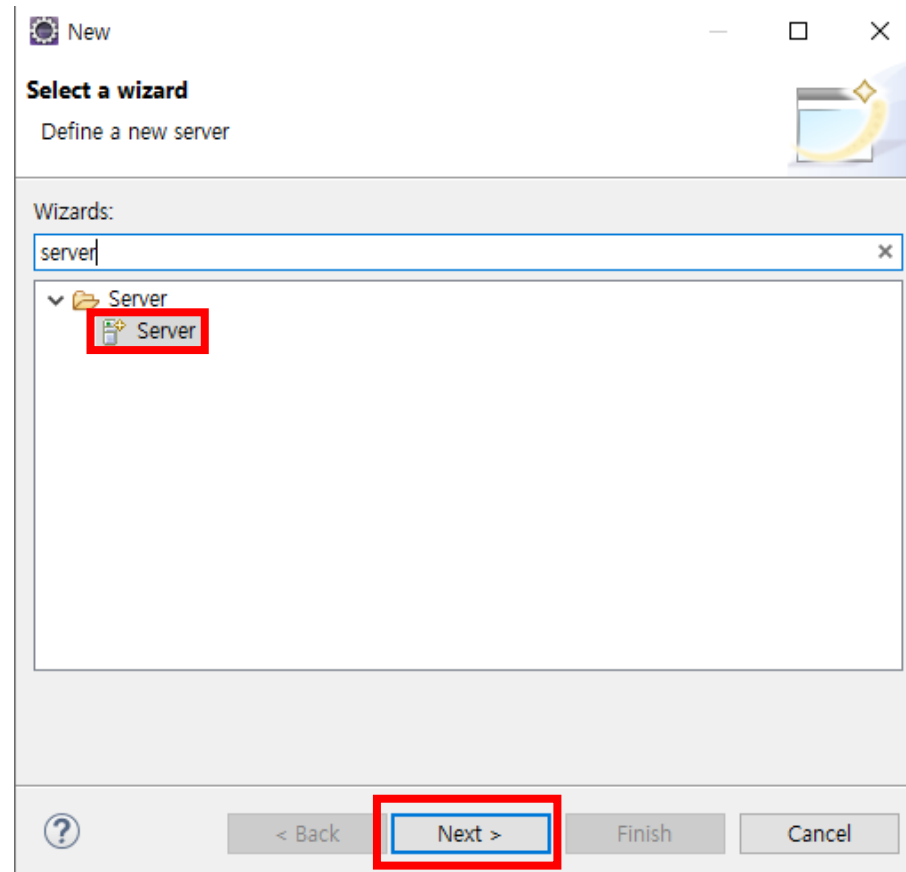 New
Select a wizard
Define a new server
Wizards:
server
Server
Server
< Back Next > Finish Cancel